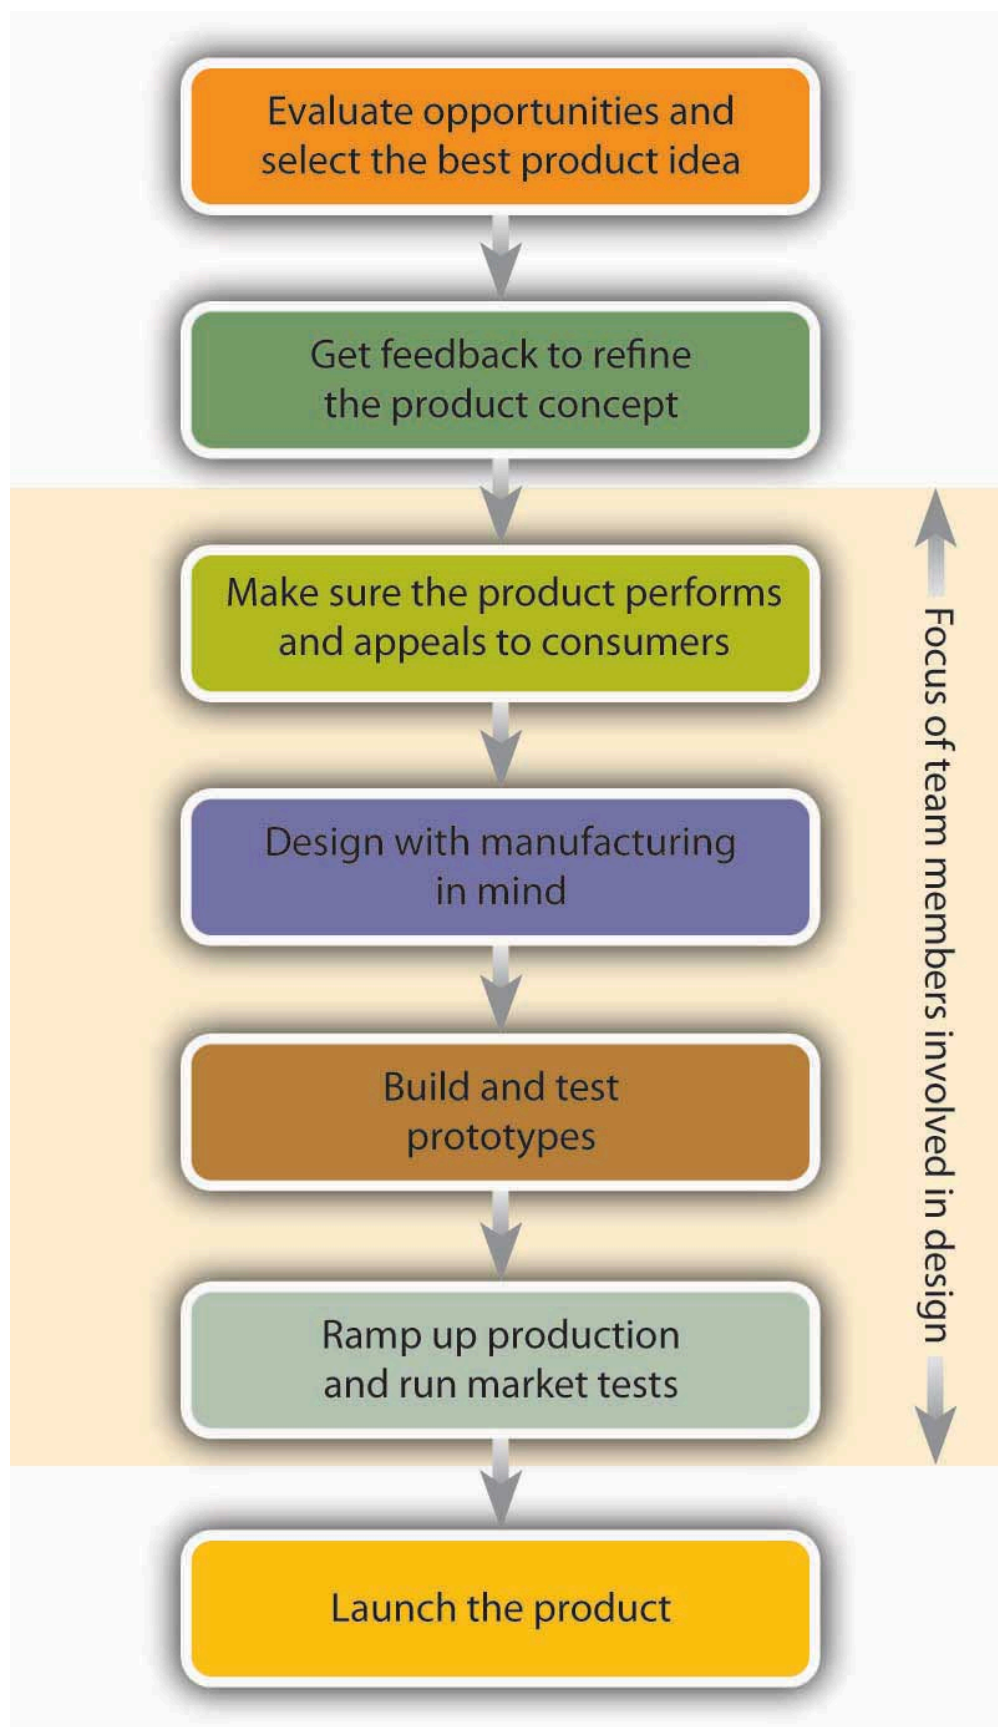 Evaluate opportunities and
select the best product idea
Get feedback to refine
the product concept
Make sure the product performs
and appeals to consumers
Design with manufacturing
in mind
Build and test
prototypes
Ramp up production
and run market tests
Launch the product
Focus of team members involved in design